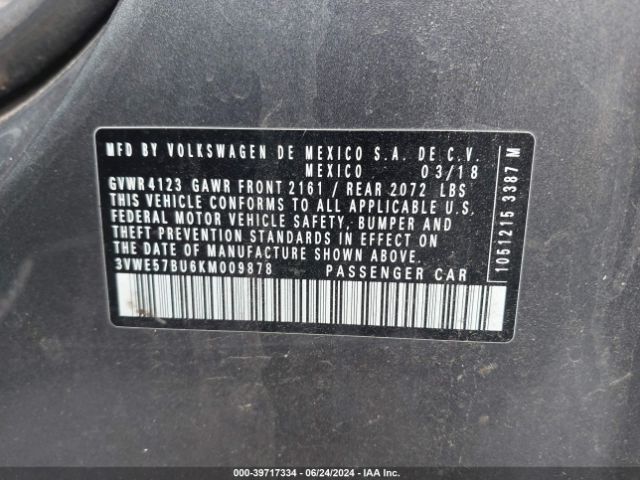 MFD BY VOLKSWAGEN DE MEXICO S.A. DE C.V.
MEXICO 03/18
GVWR 4123 GAWR FRONT 2161 / REAR 2072 LBS
THIS VEHICLE CONFORMS TO ALL APPLICABLE U.S.
FEDERAL MOTOR VEHICLE SAFETY, BUMPER AND
THEFT PREVENTION STANDARDS IN EFFECT ON
THE DATE OF MANUFACTURE SHOWN ABOVE.
3VWE57BU6KM009878 PASSENGER CAR
1051215 3387 M
000-39717334 - 06/24/2024 - IAA Inc.